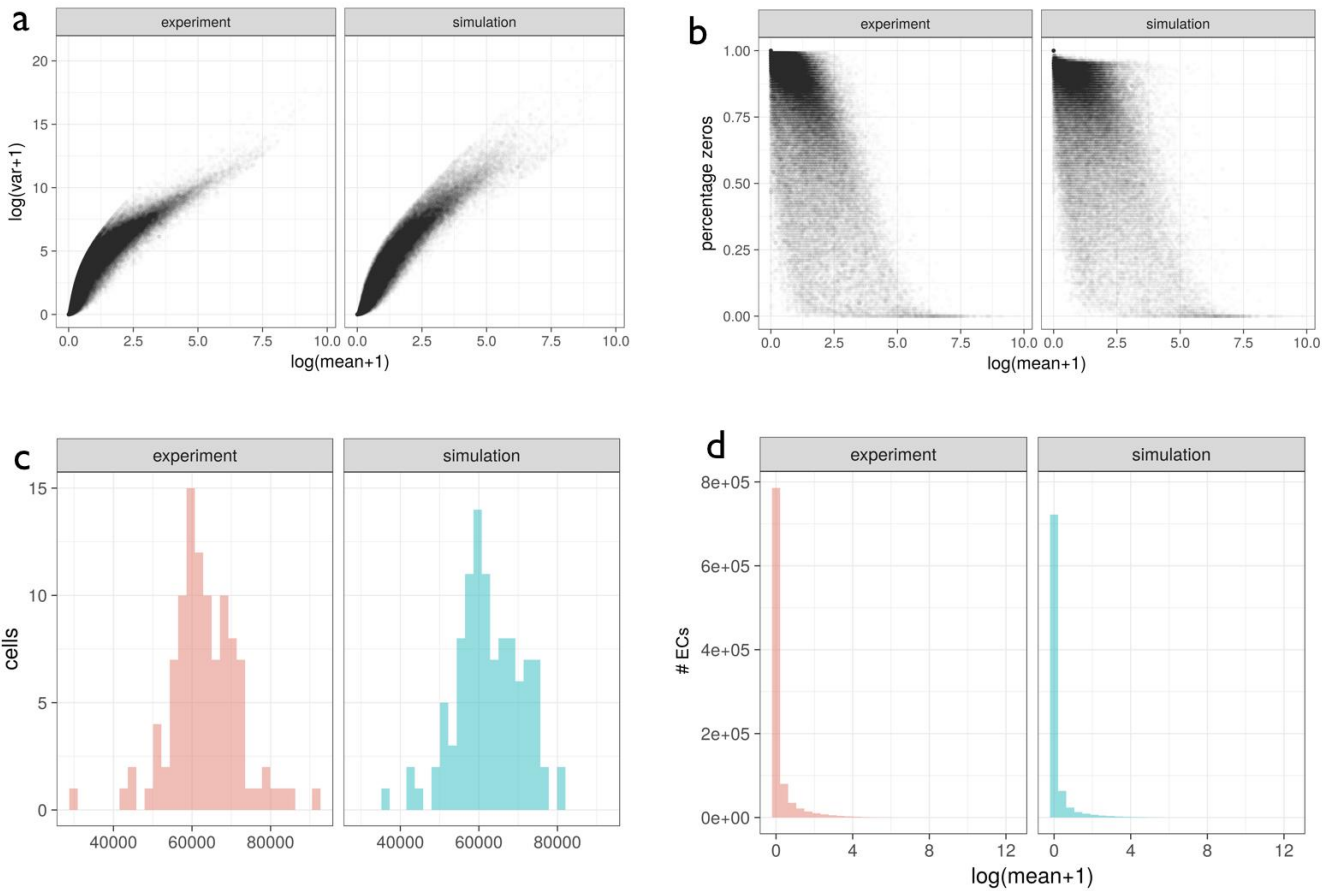 a
experiment simulation
20
15
10
5
0
log(var+1)
0.0 2.5 5.0 7.5 10.0 0.0 2.5 5.0 7.5 10.0
log(mean+1)
b
experiment simulation
1.00
0.75
0.50
0.25
0.00
percentage zeros
0.0 2.5 5.0 7.5 10.0 0.0 2.5 5.0 7.5 10.0
log(mean+1)
c
experiment simulation
15
10
5
0
cells
40000 60000 80000 40000 60000 80000
d
experiment simulation
8e+05
6e+05
4e+05
2e+05
0e+00
# ECs
0 4 8 12 0 4 8 12
log(mean+1)